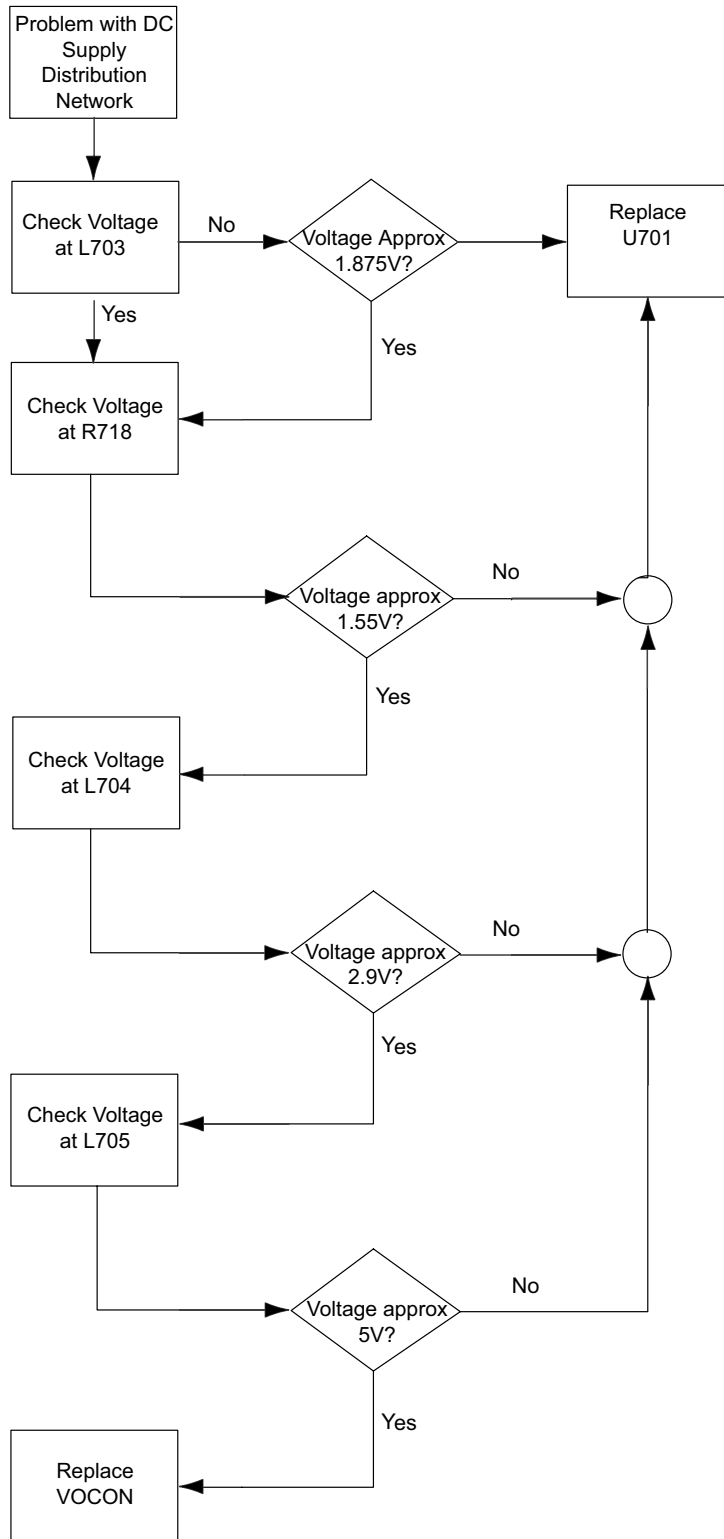 Problem with DC
Supply
Distribution
Network
Check Voltage
at L703
No
Voltage Approx
1.875V?
Replace
U701
Yes
Yes
Check Voltage
at R718
Voltage approx
1.55V?
No
Yes
Check Voltage
at L704
Voltage approx
2.9V?
No
Yes
Check Voltage
at L705
Voltage approx
5V?
No
Yes
Replace
VOCON